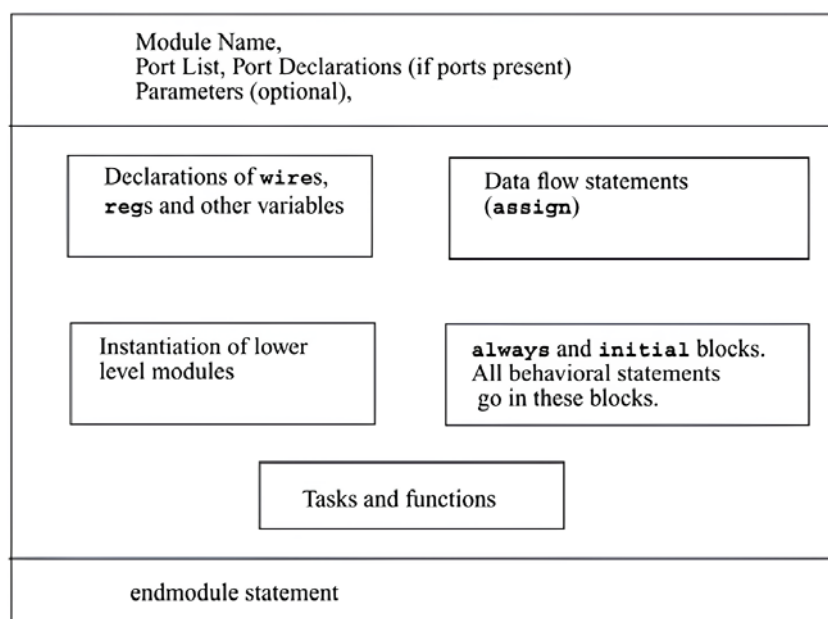 Module Name,
Port List, Port Declarations (if ports present)
Parameters (optional),
Declarations of wires,
regs and other variables
Data flow statements
(assign)
Instantiation of lower
level modules
always and initial blocks.
All behavioral statements
go in these blocks.
Tasks and functions
endmodule statement